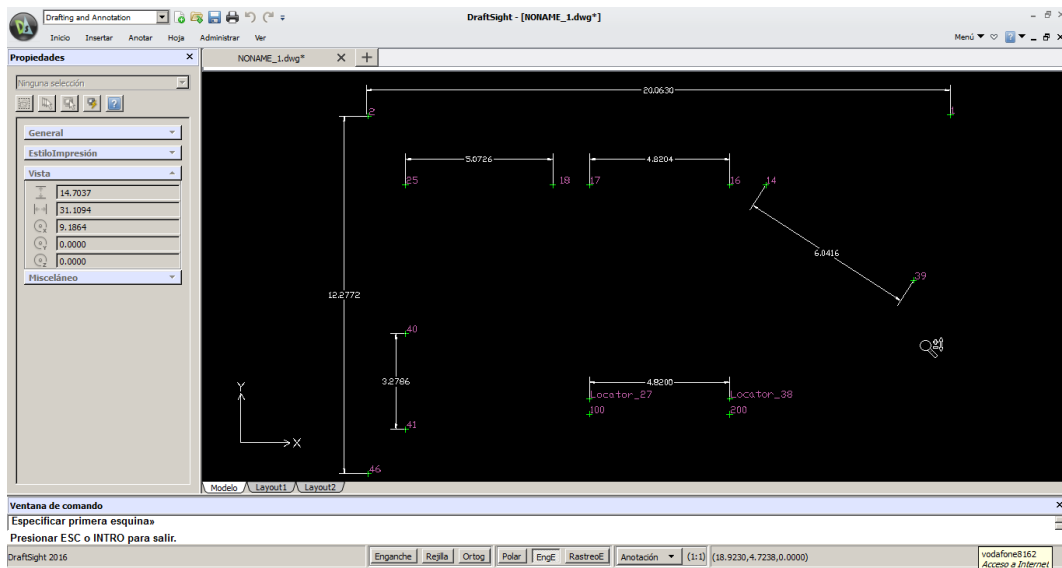 Drafting and Annotation
DraftSight - [NONAME_1.dwg*]
Inicio Insertar Anotar Hoja Administrar Ver
Menú
Propiedades
NONAME_1.dwg*
Ninguna selección
General
EstiloImpresión
Vista
14.7037
31.1094
9.1864
0.0000
0.0000
Misceláneo
20.0630
2
1
5.0726
4.8204
25
18
17
16
14
6.0416
39
12.2772
40
3.2786
41
4.8200
Locator_27
Locator_38
100
200
46
Y
X
Modelo Layout1 Layout2
Ventana de comando
Especificar primera esquina»
Presionar ESC o INTRO para salir.
DraftSight 2016
Enganche Rejilla Ortog Polar EngE RastreoE Anotación (1:1) (18.9230,4.7238,0.0000)
vodafone8162
Acceso a Internet